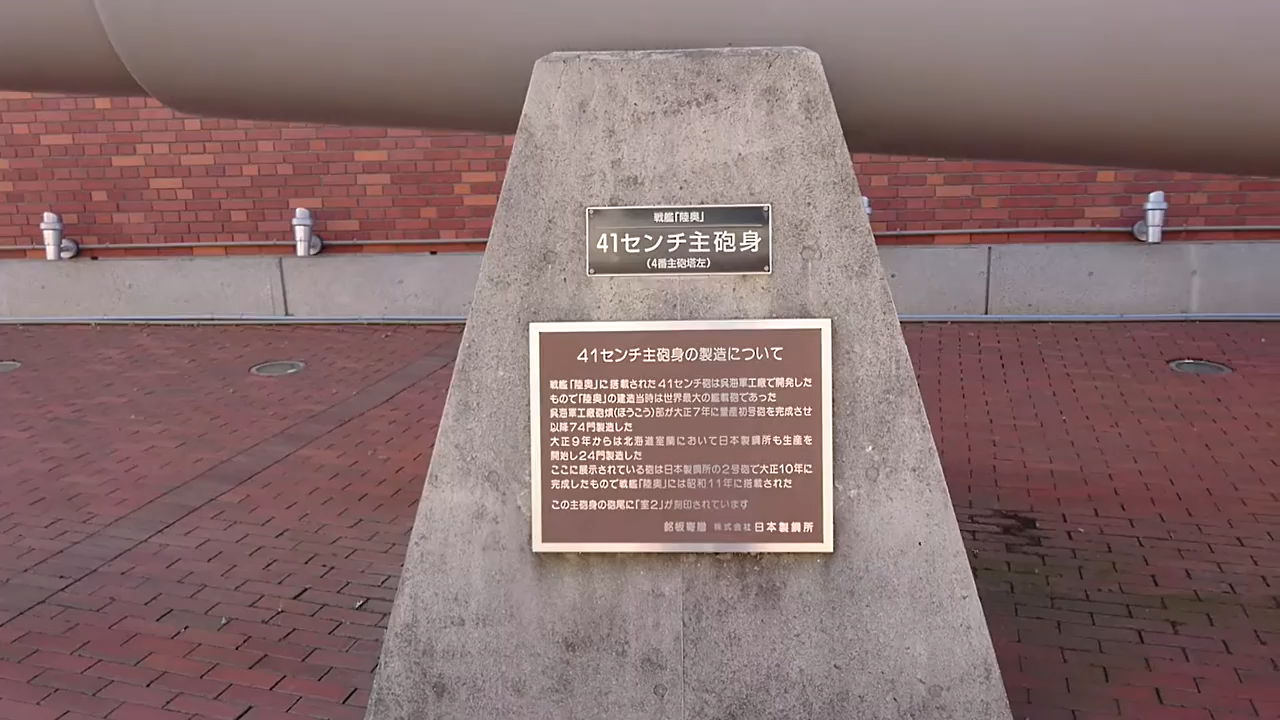 戦艦「陸奥」
41センチ主砲身
(4番主砲塔左)
41センチ主砲身の製造について
戦艦「陸奥」に搭載された41センチ砲は呉海軍工廠で開発した
もので「陸奥」の建造当時は世界最大の艦載砲であった
呉海軍工廠砲熕(ほうこう)部が大正7年に量産初号砲を完成させ
以降74門製造した
大正9年からは北海道室蘭において日本製鋼所も生産を
開始し24門製造した
ここに展示されている砲は日本製鋼所の2号砲で大正10年に
完成したもので戦艦「陸奥」には昭和11年に搭載された
この主砲身の砲尾に「室2」が刻印されています
銘板寄贈 株式会社 日本製鋼所